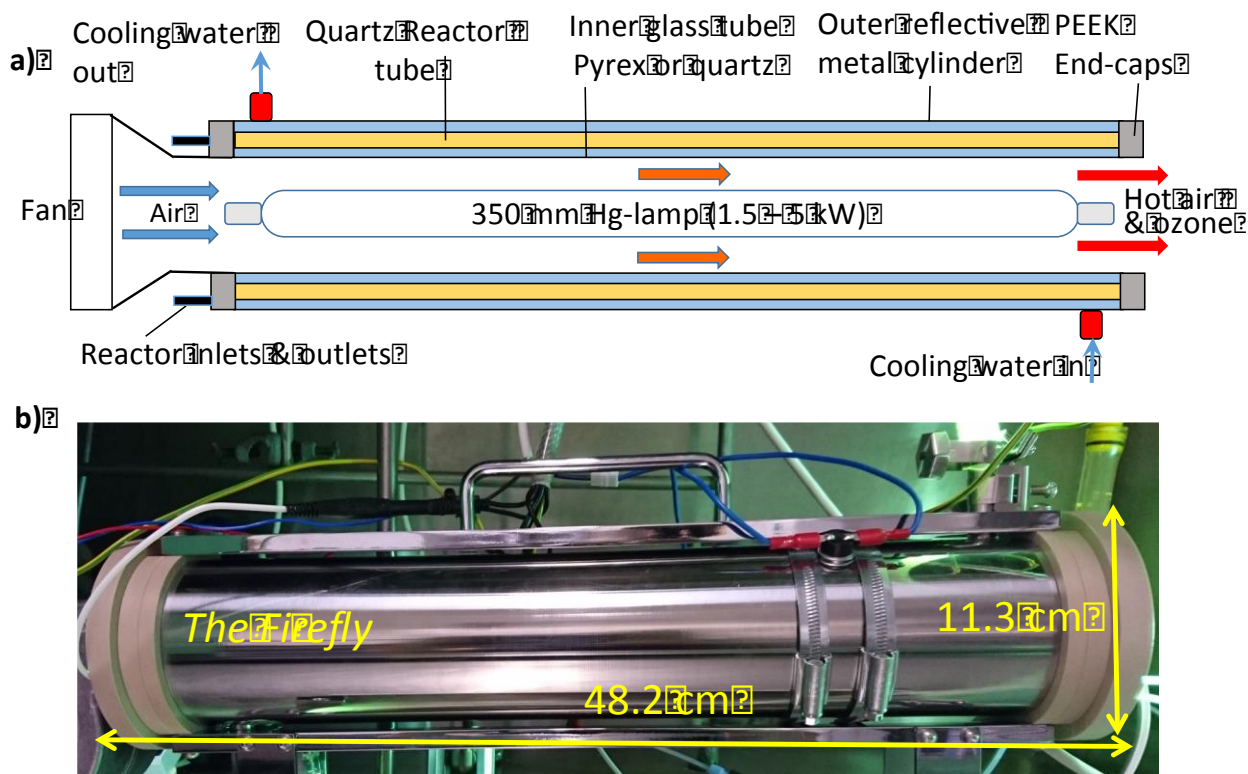 a)
Cooling water
out
Quartz Reactor
tube
Inner glass tube
Pyrex or quartz
Outer reflective
metal cylinder
PEEK
End-caps
Fan
Air
350 mm Hg-lamp (1.5 – 5 kW)
Hot air
& ozone
Reactor inlets & outlets
Cooling water in
b)
The Firefly
11.3 cm
48.2 cm